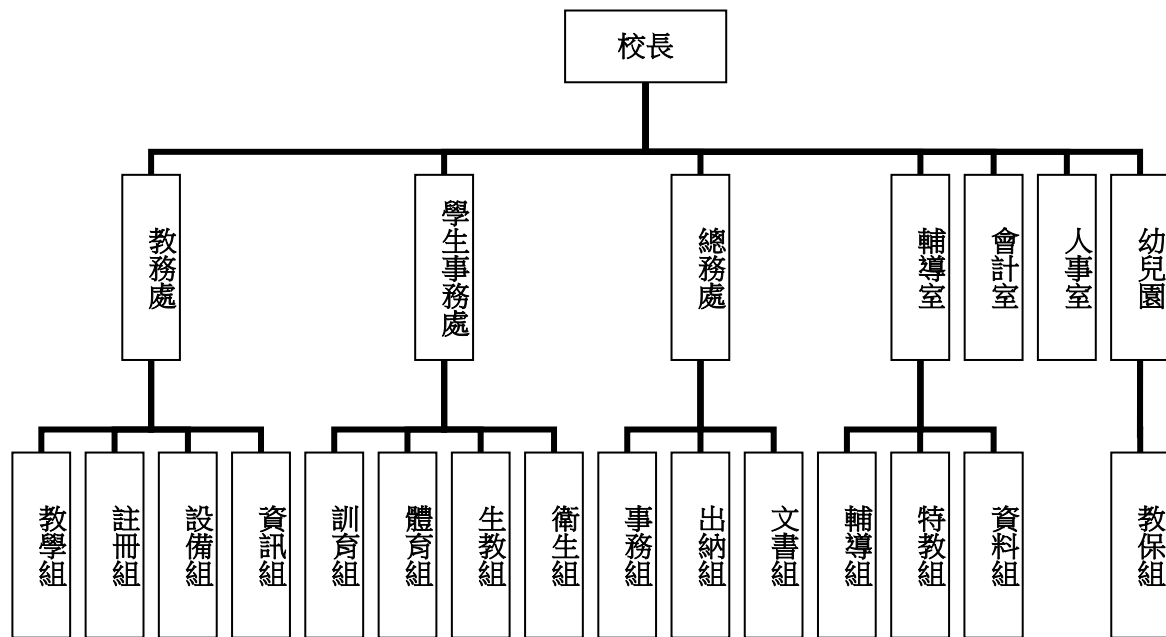 校長
教務處
學生事務處
總務處
輔導室
會計室
人事室
幼兒園
教學組
註冊組
設備組
資訊組
訓育組
體育組
生教組
衛生組
事務組
出納組
文書組
輔導組
特教組
資料組
教保組